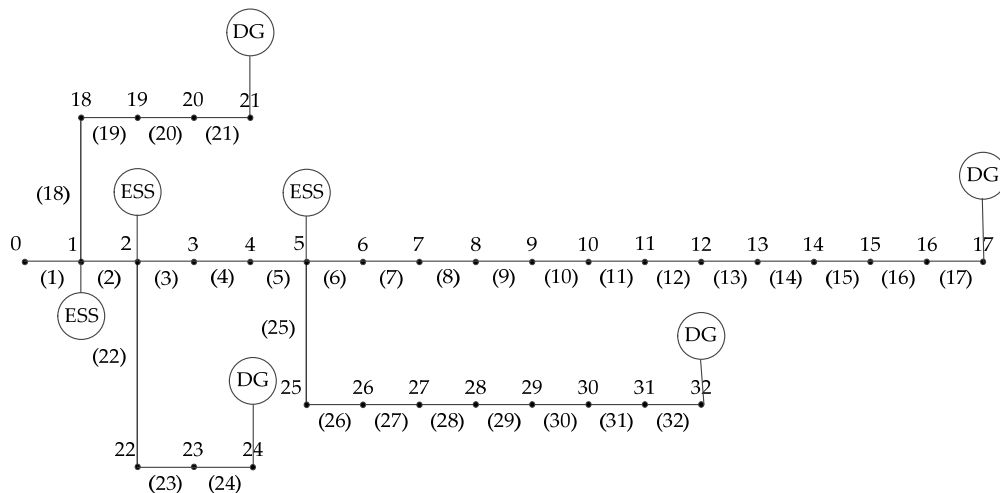 DG
18 19 20 21
(19) (20) (21)
(18)
ESS ESS DG
0 1 2 3 4 5 6 7 8 9 10 11 12 13 14 15 16 17
(1) (2) (3) (4) (5) (6) (7) (8) (9) (10) (11) (12) (13) (14) (15) (16) (17)
ESS
(22) (25) DG
DG
25 26 27 28 29 30 31 32
(26) (27) (28) (29) (30) (31) (32)
22 23 24
(23) (24)